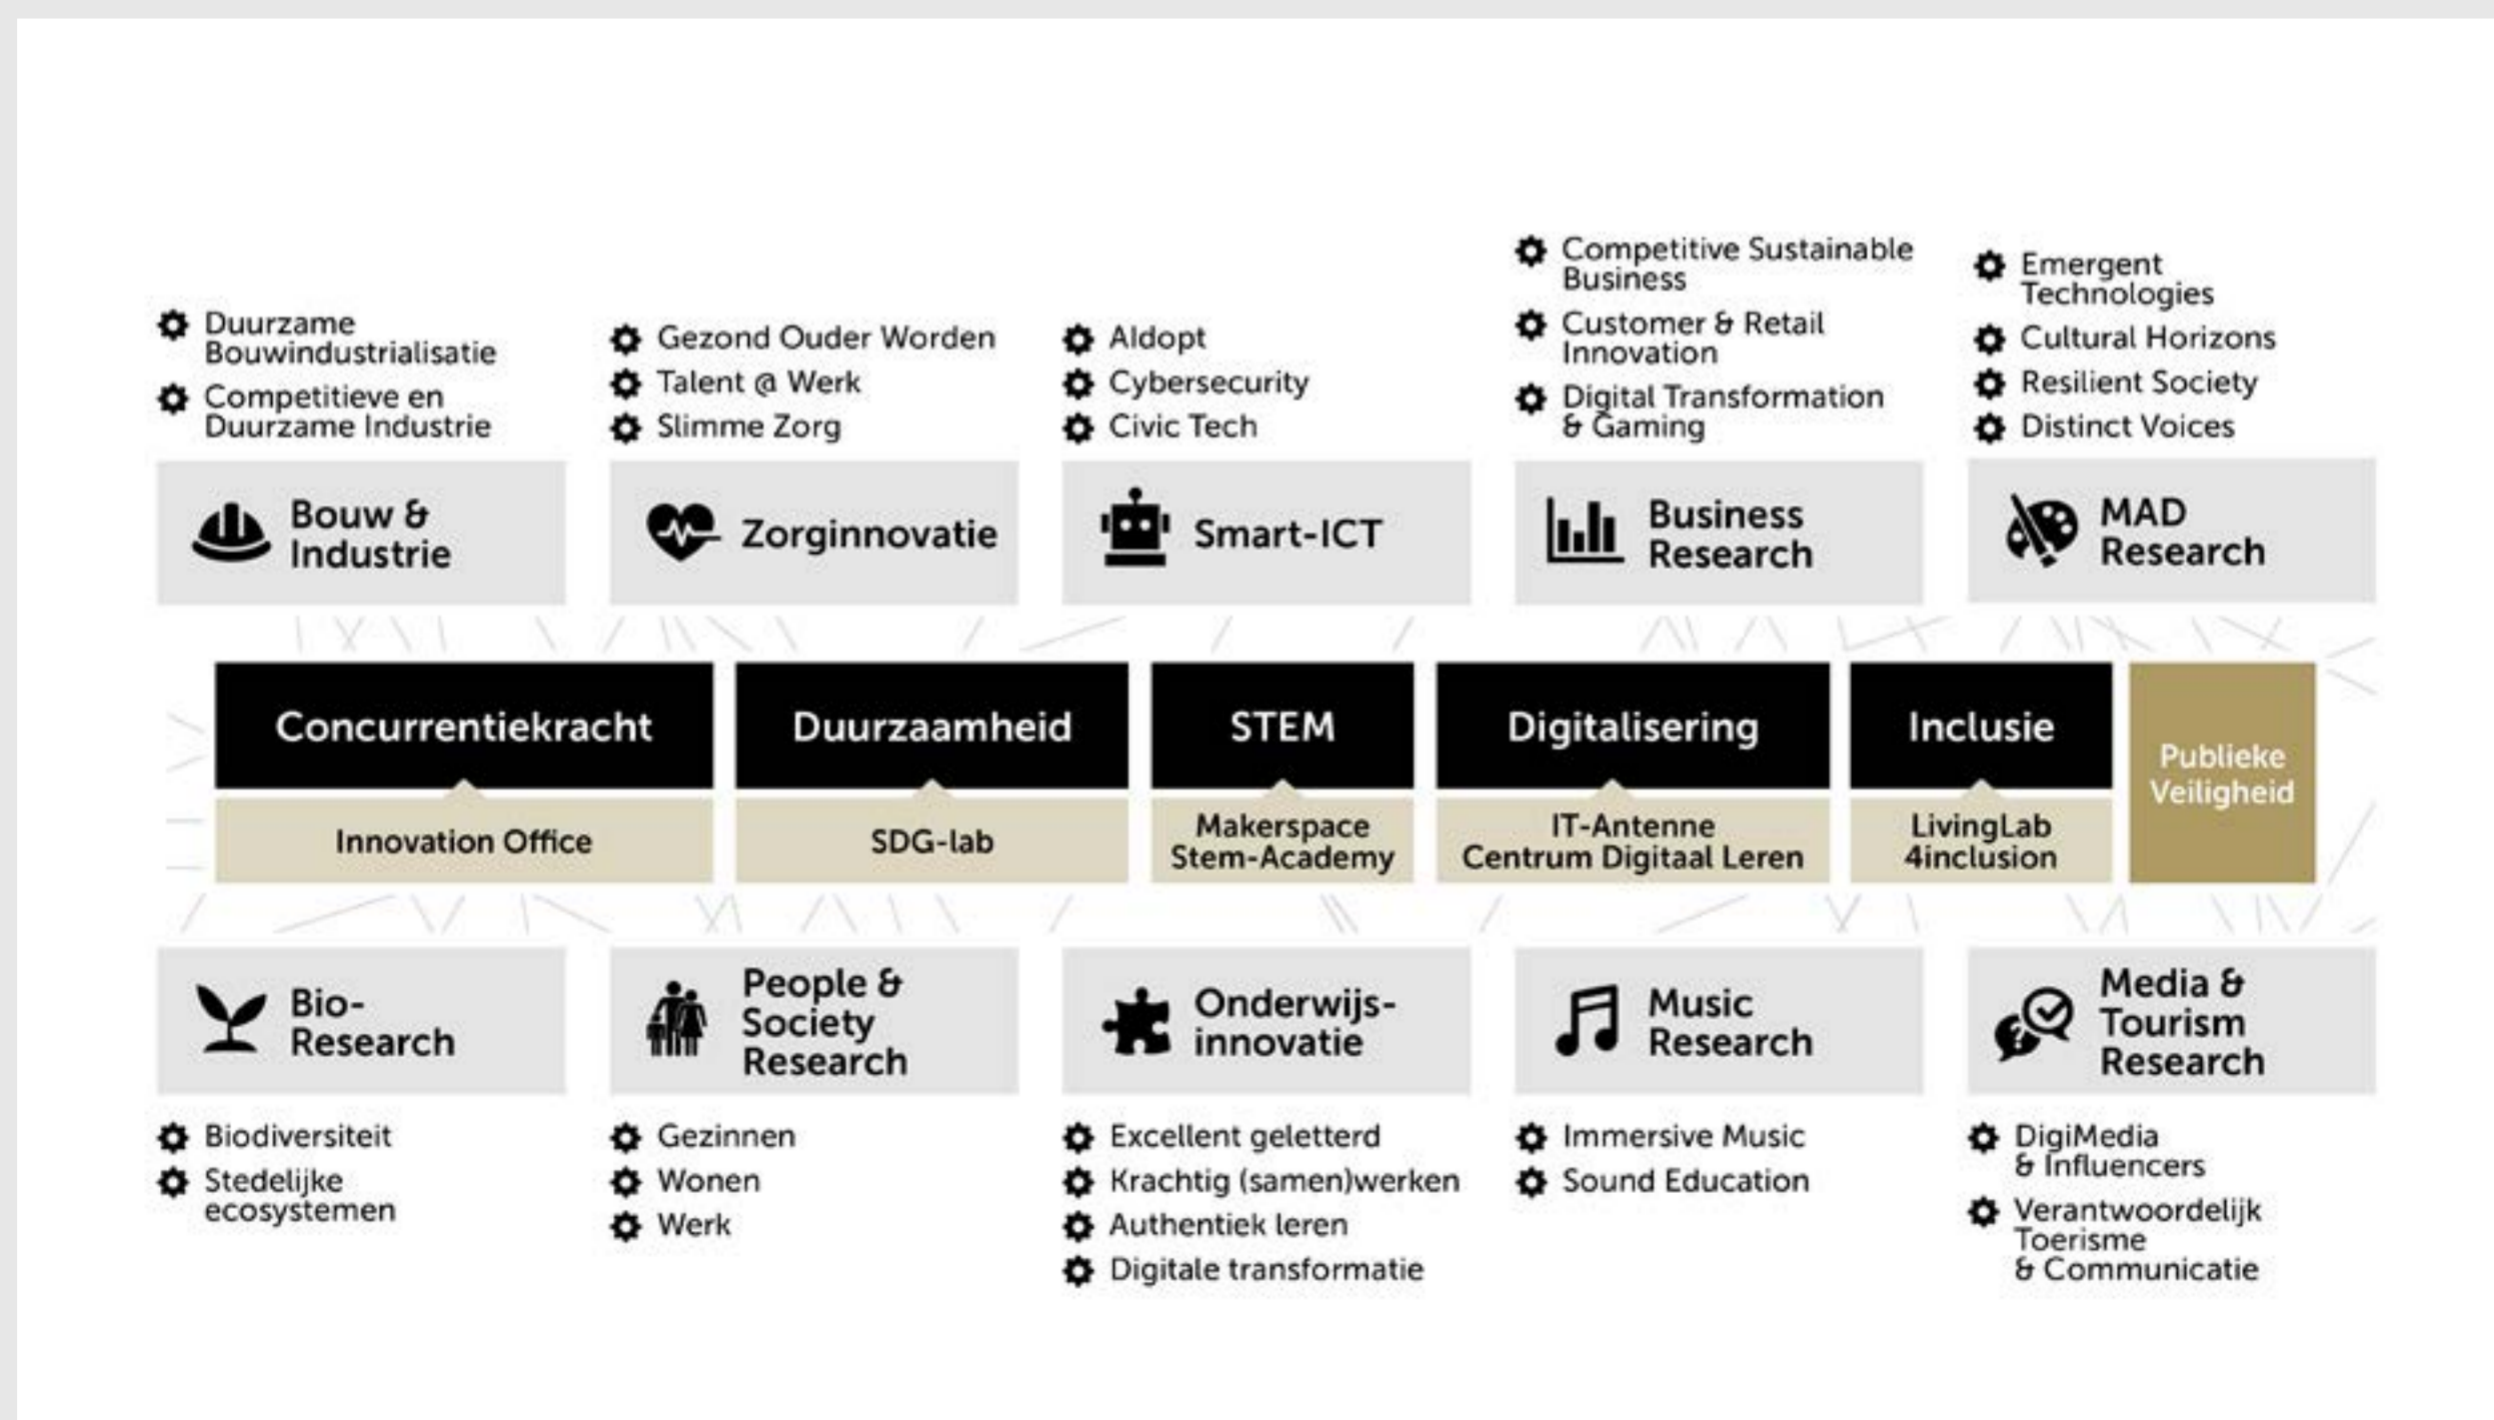 Duurzame
Bouwindustrialisatie
Competitieve en
Duurzame Industrie
Bouw &
Industrie
Gezond Ouder Worden
Talent @ Werk
Slimme Zorg
Zorginnovatie
AIdopt
Cybersecurity
Civic Tech
Smart-ICT
Competitive Sustainable
Business
Customer & Retail
Innovation
Digital Transformation
& Gaming
Business
Research
Emergent
Technologies
Cultural Horizons
Resilient Society
Distinct Voices
MAD
Research
Concurrentiekracht
Innovation Office
Duurzaamheid
SDG-lab
STEM
Makerspace
Stem-Academy
Digitalisering
IT-Antenne
Centrum Digitaal Leren
Inclusie
LivingLab
4inclusion
Publieke
Veiligheid
Bio-
Research
Biodiversiteit
Stedelijke
ecosystemen
People &
Society
Research
Gezinnen
Wonen
Werk
Onderwijs-
innovatie
Excellent geletterd
Krachtig (samen)werken
Authentiek leren
Digitale transformatie
Music
Research
Immersive Music
Sound Education
Media &
Tourism
Research
DigiMedia
& Influencers
Verantwoordelijk
Toerisme
& Communicatie